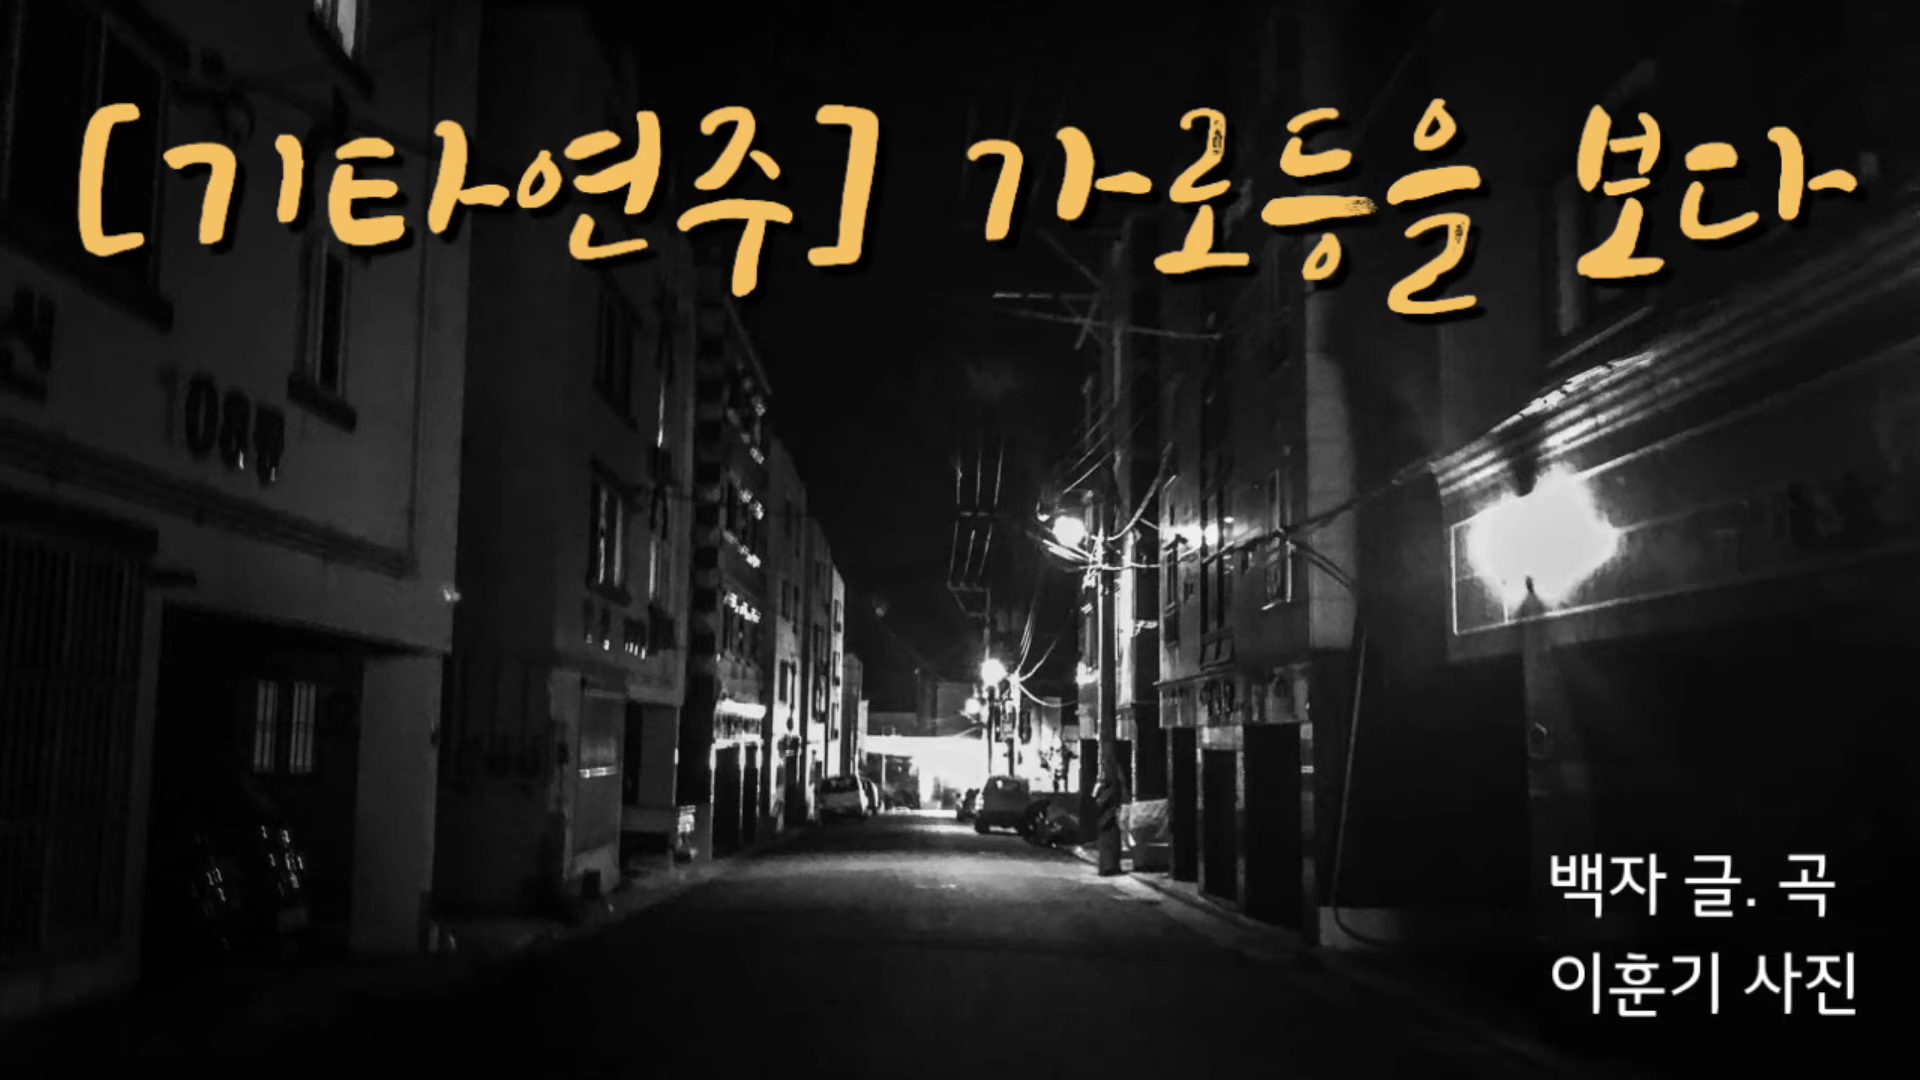 [기타연주] 가로등을 보다
백자 글. 곡
이훈기 사진